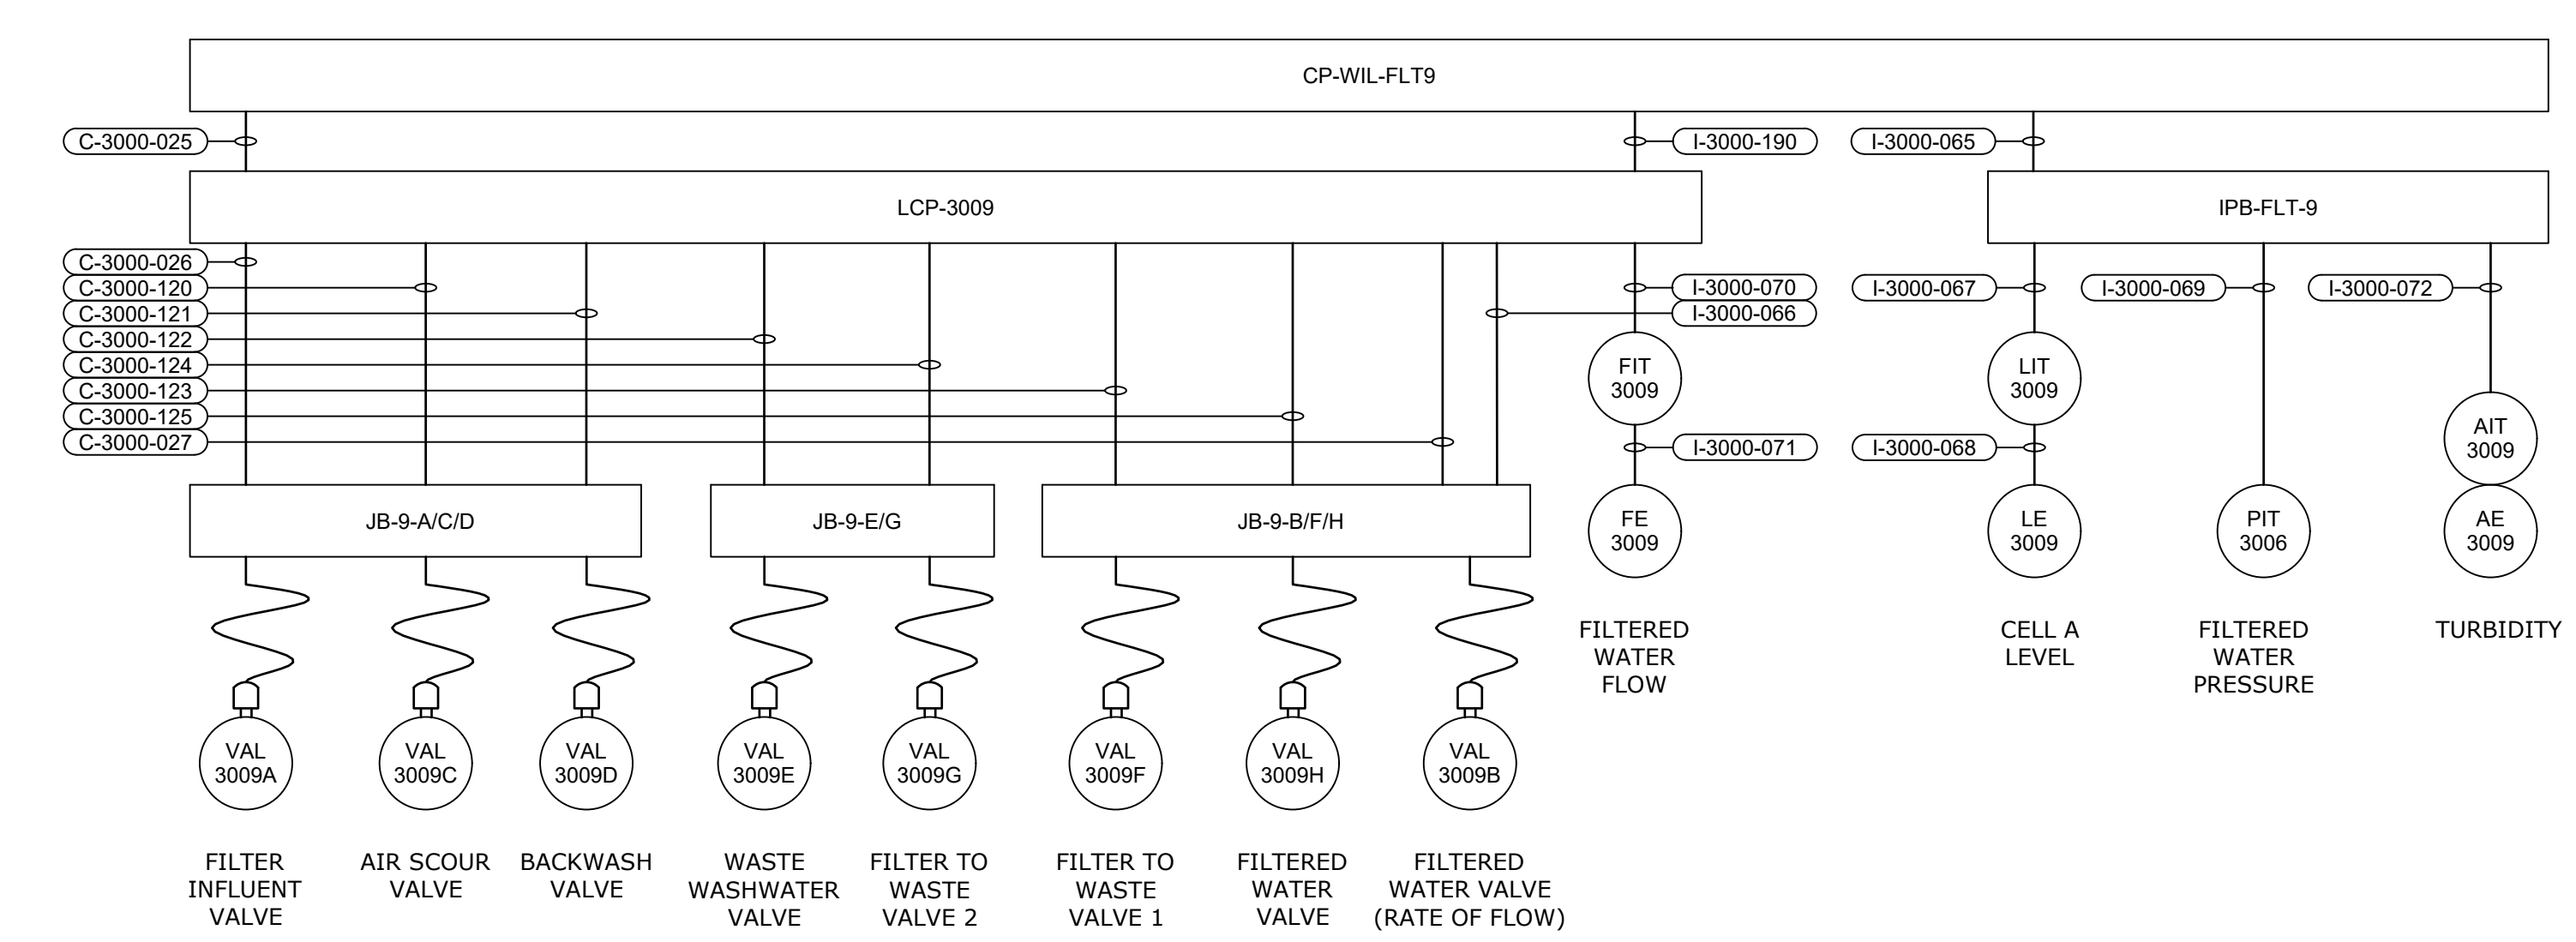 CP-WIL-FLT9
C-3000-025
I-3000-190
I-3000-065
LCP-3009
IPB-FLT-9
C-3000-026
C-3000-120
I-3000-070
I-3000-067
I-3000-069
I-3000-072
C-3000-121
I-3000-066
C-3000-122
C-3000-124
C-3000-123
C-3000-125
C-3000-027
FIT
3009
LIT
3009
AIT
3009
I-3000-071
I-3000-068
JB-9-A/C/D
JB-9-E/G
JB-9-B/F/H
FE
3009
LE
3009
PIT
3006
AE
3009
FILTERED
WATER
FLOW
CELL A
LEVEL
FILTERED
WATER
PRESSURE
TURBIDITY
VAL
3009A
VAL
3009C
VAL
3009D
VAL
3009E
VAL
3009G
VAL
3009F
VAL
3009H
VAL
3009B
FILTER
INFLUENT
VALVE
AIR SCOUR
VALVE
BACKWASH
VALVE
WASTE
WASHWATER
VALVE
FILTER TO
WASTE
VALVE 2
FILTER TO
WASTE
VALVE 1
FILTERED
WATER
VALVE
FILTERED
WATER VALVE
(RATE OF FLOW)